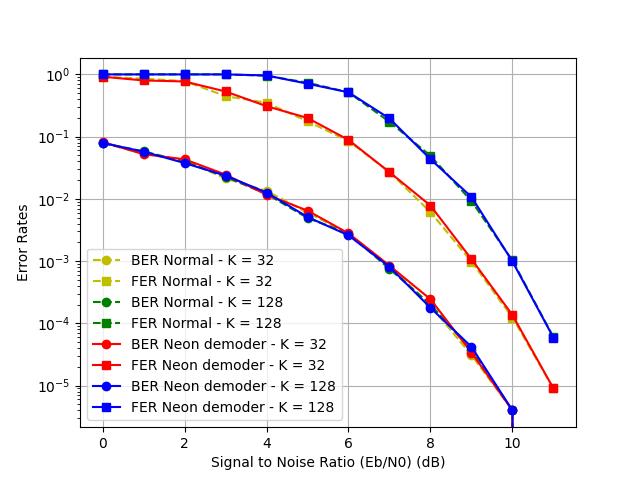 10⁰
10⁻¹
10⁻²
10⁻³
10⁻⁴
10⁻⁵
Error Rates
BER Normal - K = 32
FER Normal - K = 32
BER Normal - K = 128
FER Normal - K = 128
BER Neon demoder - K = 32
FER Neon demoder - K = 32
BER Neon demoder - K = 128
FER Neon demoder - K = 128
0 2 4 6 8 10
Signal to Noise Ratio (Eb/N0) (dB)